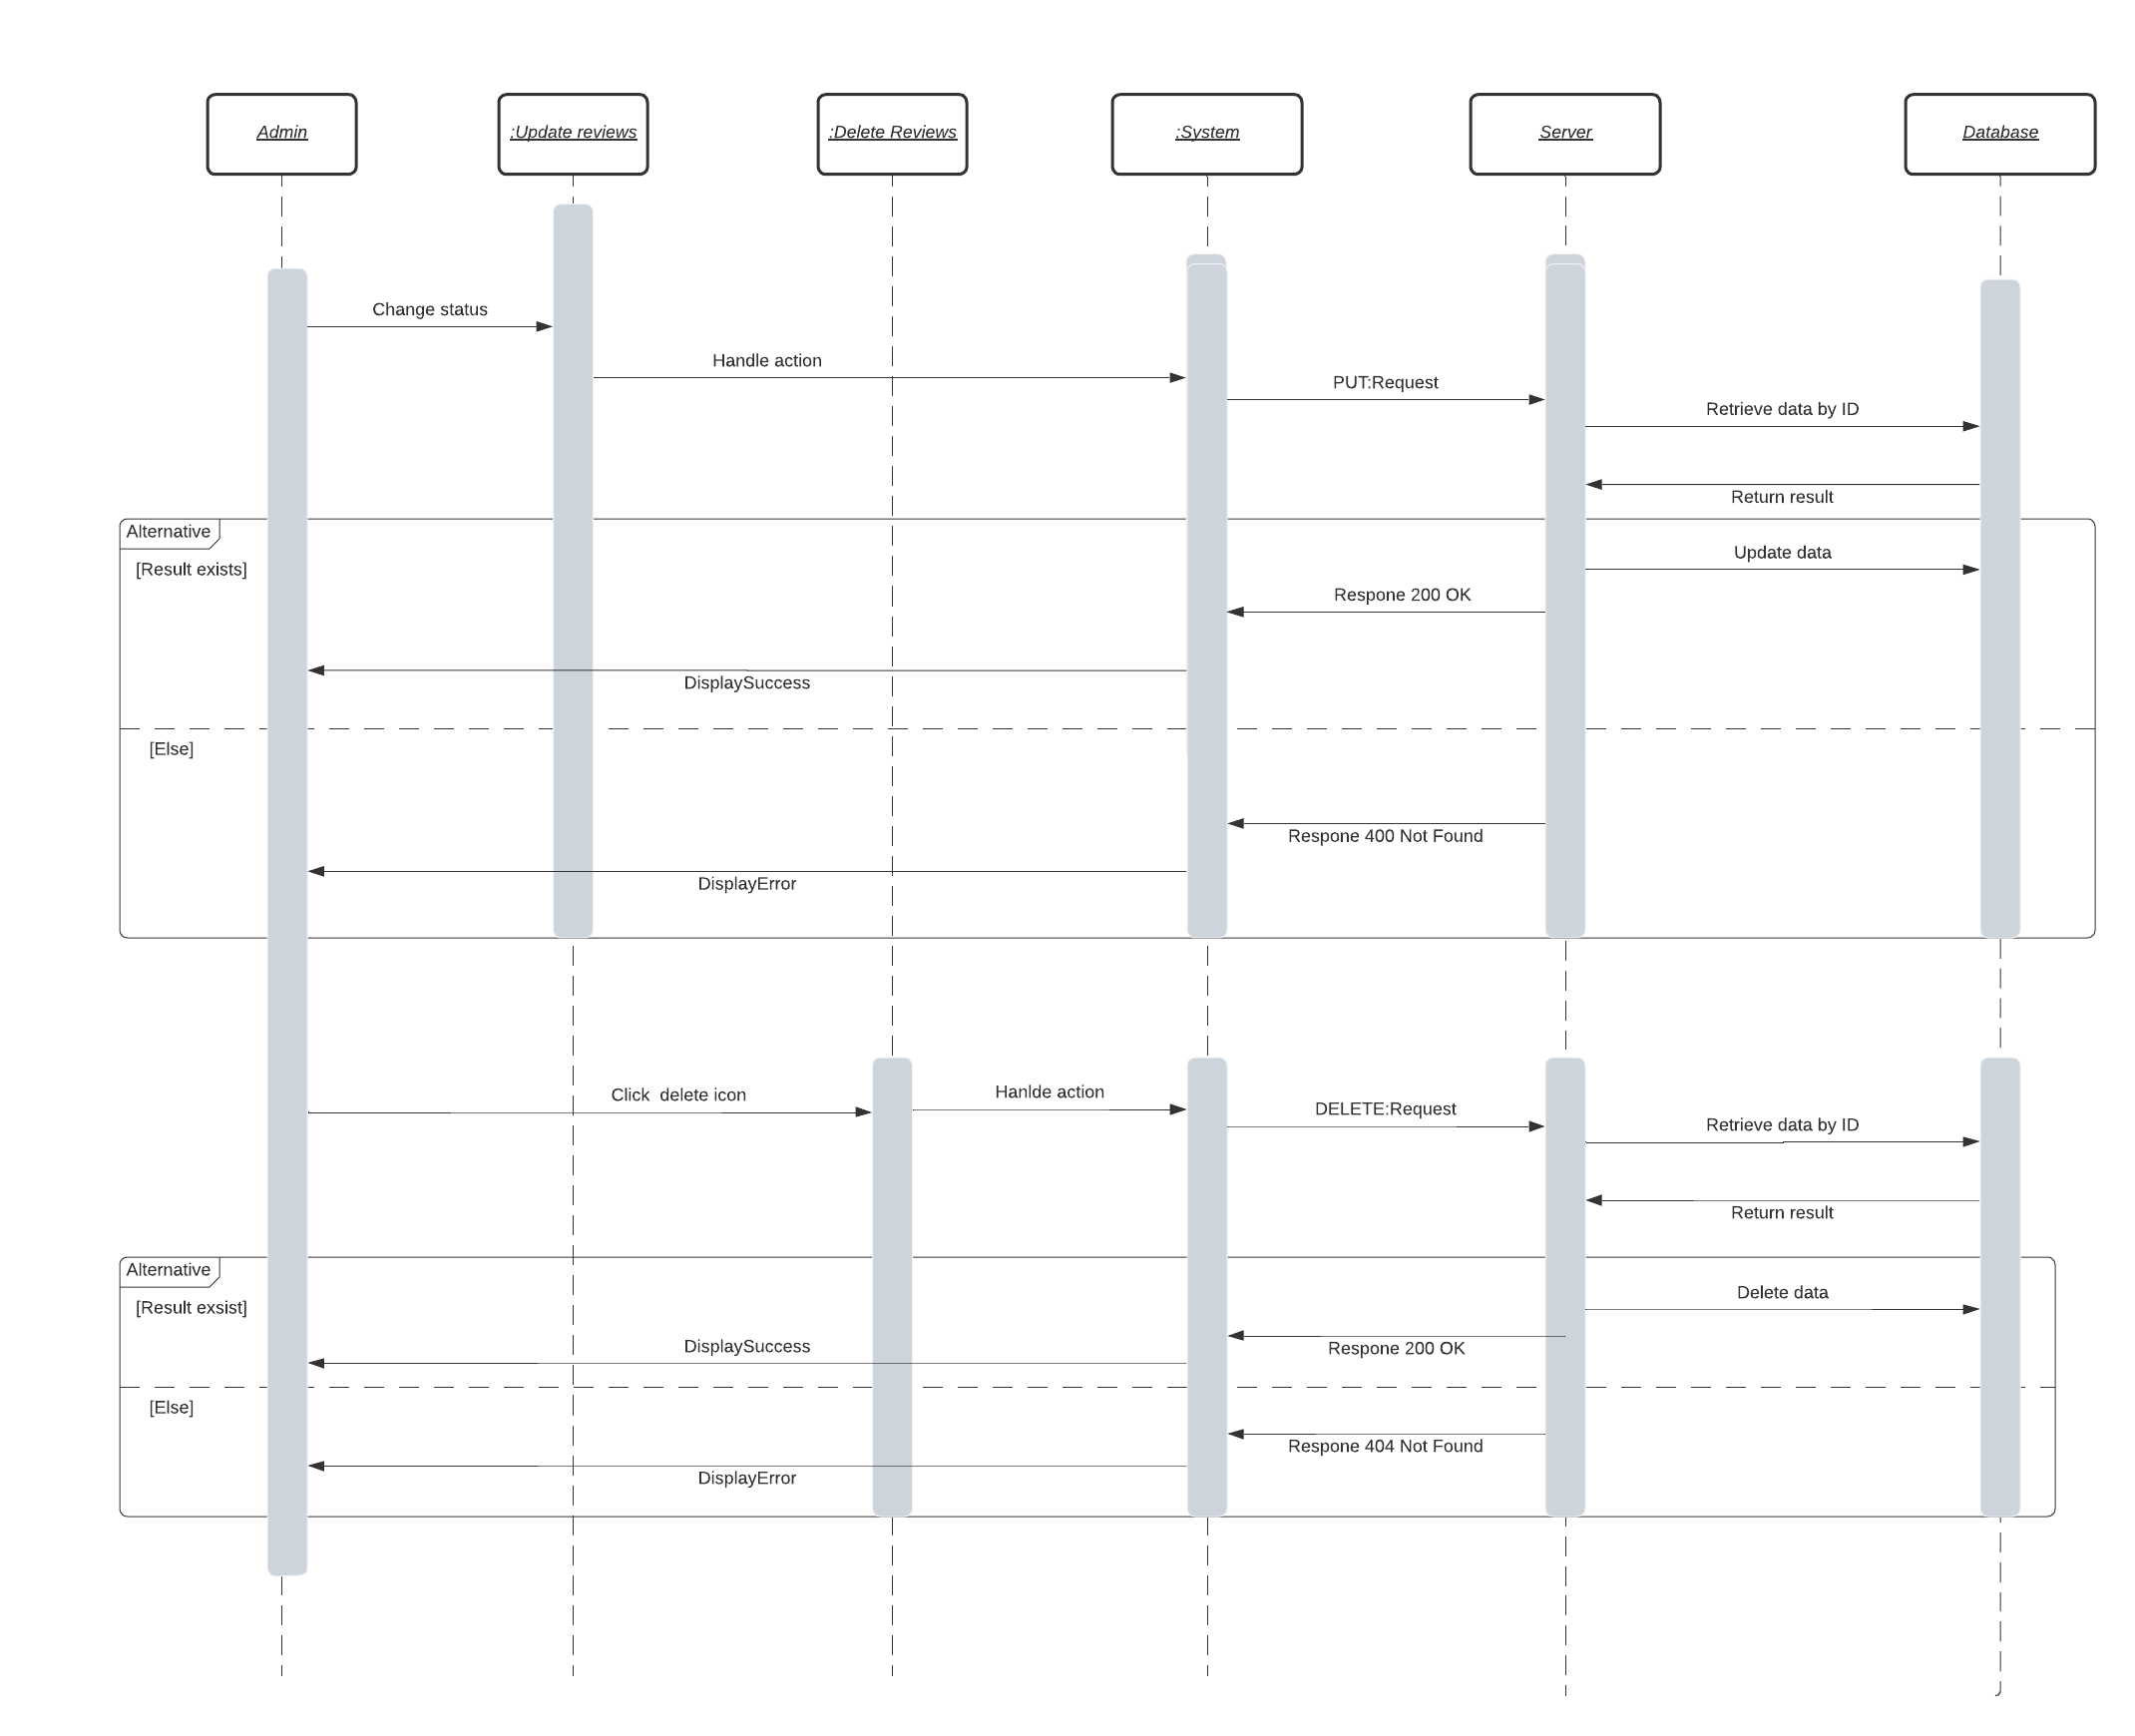 Admin
:Update reviews
:Delete Reviews
:System
Server
Database
Change status
Handle action
PUT:Request
Retrieve data by ID
Return result
Alternative
[Result exists]
Update data
Respone 200 OK
DisplaySuccess
[Else]
Respone 400 Not Found
DisplayError
Click  delete icon
Hanlde action
DELETE:Request
Retrieve data by ID
Return result
Alternative
[Result exsist]
Delete data
DisplaySuccess
Respone 200 OK
[Else]
Respone 404 Not Found
DisplayError